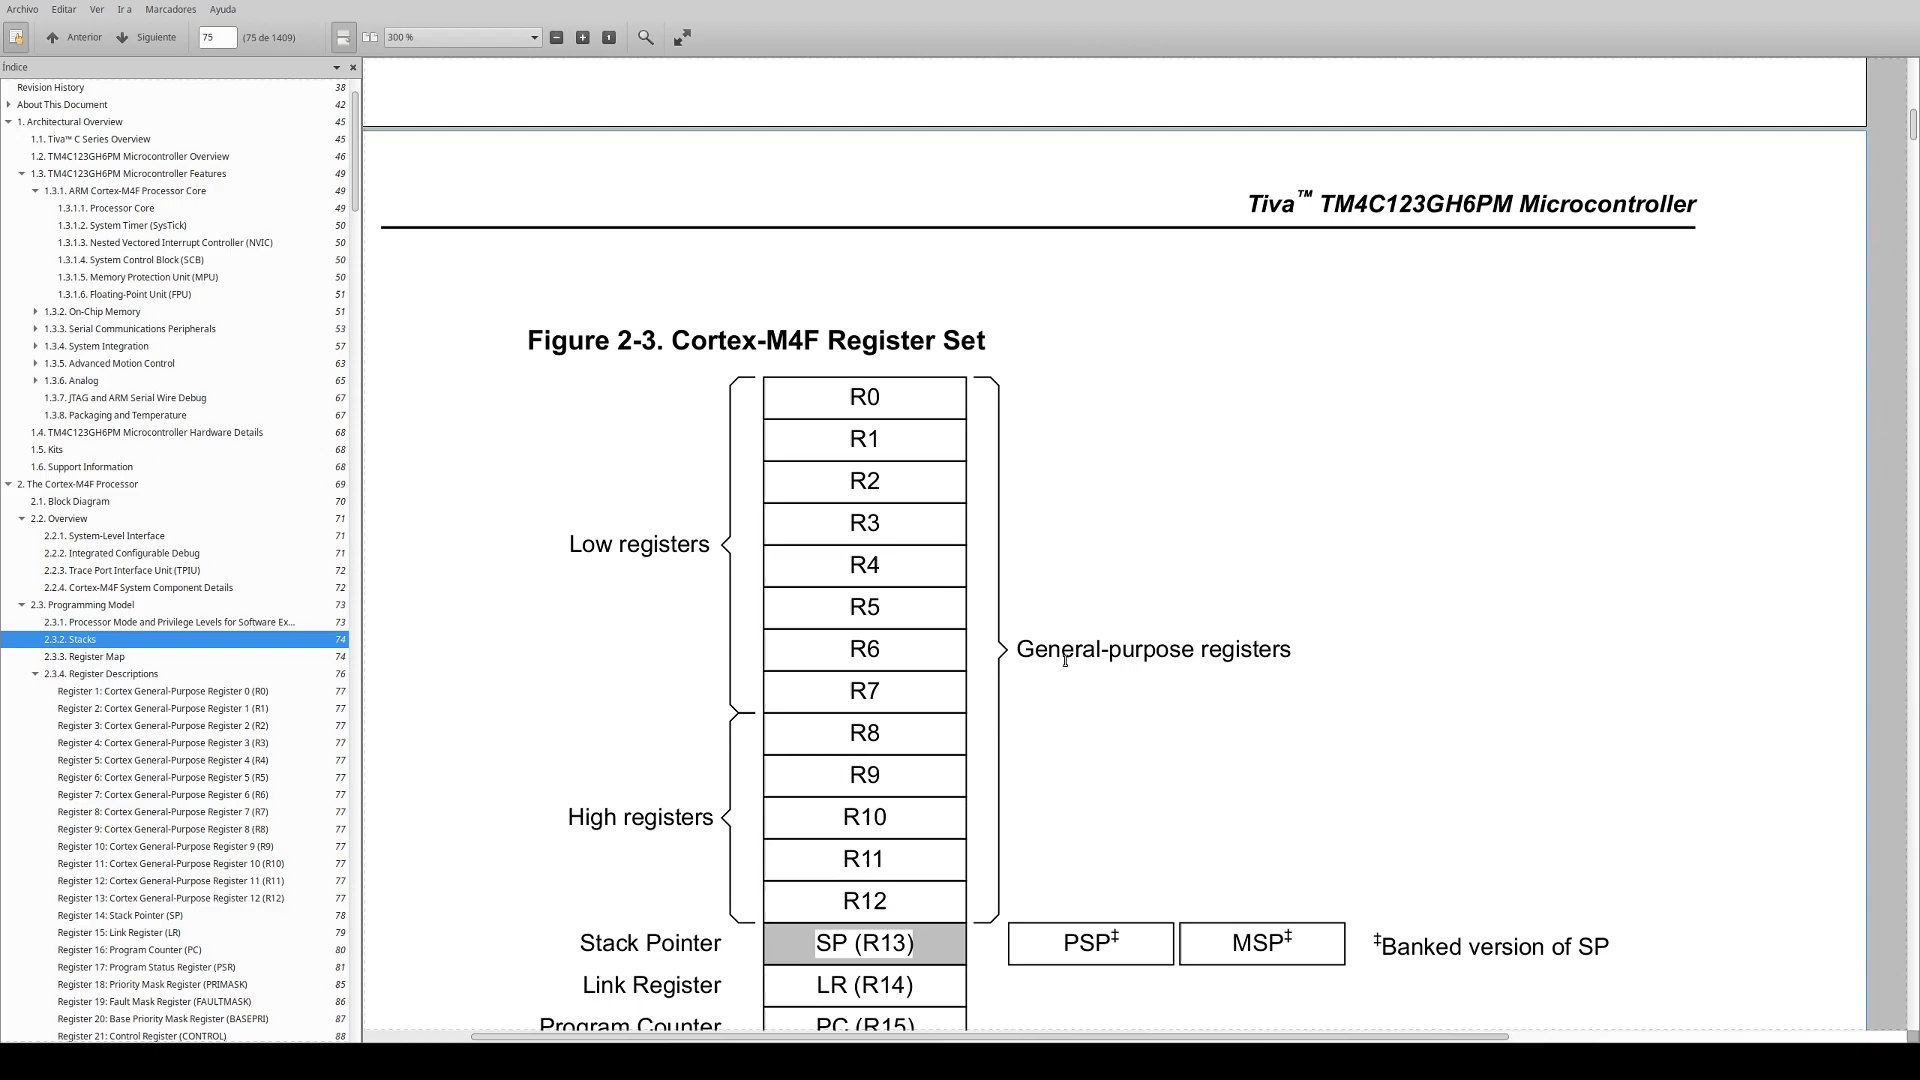 Archivo Editar Ver Ir a Marcadores Ayuda
Anterior Siguiente 75 (75 de 1409) 300 %
Índice
Revision History 38
About This Document 42
1. Architectural Overview 45
1.1. Tiva™ C Series Overview 45
1.2. TM4C123GH6PM Microcontroller Overview 46
1.3. TM4C123GH6PM Microcontroller Features 49
1.3.1. ARM Cortex-M4F Processor Core 49
1.3.1.1. Processor Core 49
1.3.1.2. System Timer (SysTick) 50
1.3.1.3. Nested Vectored Interrupt Controller (NVIC) 50
1.3.1.4. System Control Block (SCB) 50
1.3.1.5. Memory Protection Unit (MPU) 50
1.3.1.6. Floating-Point Unit (FPU) 51
1.3.2. On-Chip Memory 51
1.3.3. Serial Communications Peripherals 53
1.3.4. System Integration 57
1.3.5. Advanced Motion Control 63
1.3.6. Analog 65
1.3.7. JTAG and ARM Serial Wire Debug 67
1.3.8. Packaging and Temperature 67
1.4. TM4C123GH6PM Microcontroller Hardware Details 68
1.5. Kits 68
1.6. Support Information 68
2. The Cortex-M4F Processor 69
2.1. Block Diagram 70
2.2. Overview 71
2.2.1. System-Level Interface 71
2.2.2. Integrated Configurable Debug 71
2.2.3. Trace Port Interface Unit (TPIU) 72
2.2.4. Cortex-M4F System Component Details 72
2.3. Programming Model 73
2.3.1. Processor Mode and Privilege Levels for Software Ex... 73
2.3.2. Stacks 74
2.3.3. Register Map 74
2.3.4. Register Descriptions 76
Register 1: Cortex General-Purpose Register 0 (R0) 77
Register 2: Cortex General-Purpose Register 1 (R1) 77
Register 3: Cortex General-Purpose Register 2 (R2) 77
Register 4: Cortex General-Purpose Register 3 (R3) 77
Register 5: Cortex General-Purpose Register 4 (R4) 77
Register 6: Cortex General-Purpose Register 5 (R5) 77
Register 7: Cortex General-Purpose Register 6 (R6) 77
Register 8: Cortex General-Purpose Register 7 (R7) 77
Register 9: Cortex General-Purpose Register 8 (R8) 77
Register 10: Cortex General-Purpose Register 9 (R9) 77
Register 11: Cortex General-Purpose Register 10 (R10) 77
Register 12: Cortex General-Purpose Register 11 (R11) 77
Register 13: Cortex General-Purpose Register 12 (R12) 77
Register 14: Stack Pointer (SP) 78
Register 15: Link Register (LR) 79
Register 16: Program Counter (PC) 80
Register 17: Program Status Register (PSR) 81
Register 18: Priority Mask Register (PRIMASK) 85
Register 19: Fault Mask Register (FAULTMASK) 86
Register 20: Base Priority Mask Register (BASEPRI) 87
Register 21: Control Register (CONTROL) 88
Tiva™ TM4C123GH6PM Microcontroller
Figure 2-3. Cortex-M4F Register Set
R0
R1
R2
R3
Low registers
R4
R5
R6 General-purpose registers
R7
R8
R9
High registers R10
R11
R12
Stack Pointer SP (R13) PSP‡ MSP‡ ‡Banked version of SP
Link Register LR (R14)
Program Counter PC (R15)